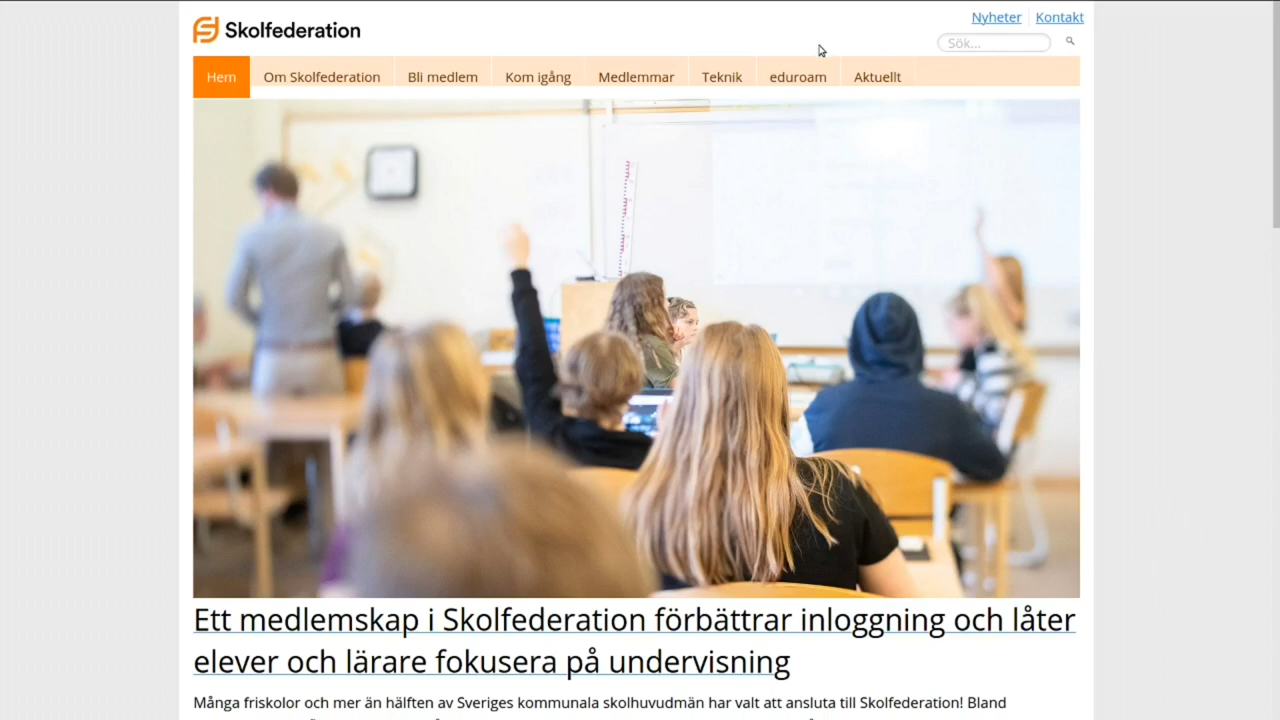 Skolfederation
Nyheter Kontakt
Sök...
Hem Om Skolfederation Bli medlem Kom igång Medlemmar Teknik eduroam Aktuellt
Ett medlemskap i Skolfederation förbättrar inloggning och låter
elever och lärare fokusera på undervisning
Många friskolor och mer än hälften av Sveriges kommunala skolhuvudmän har valt att ansluta till Skolfederation! Bland